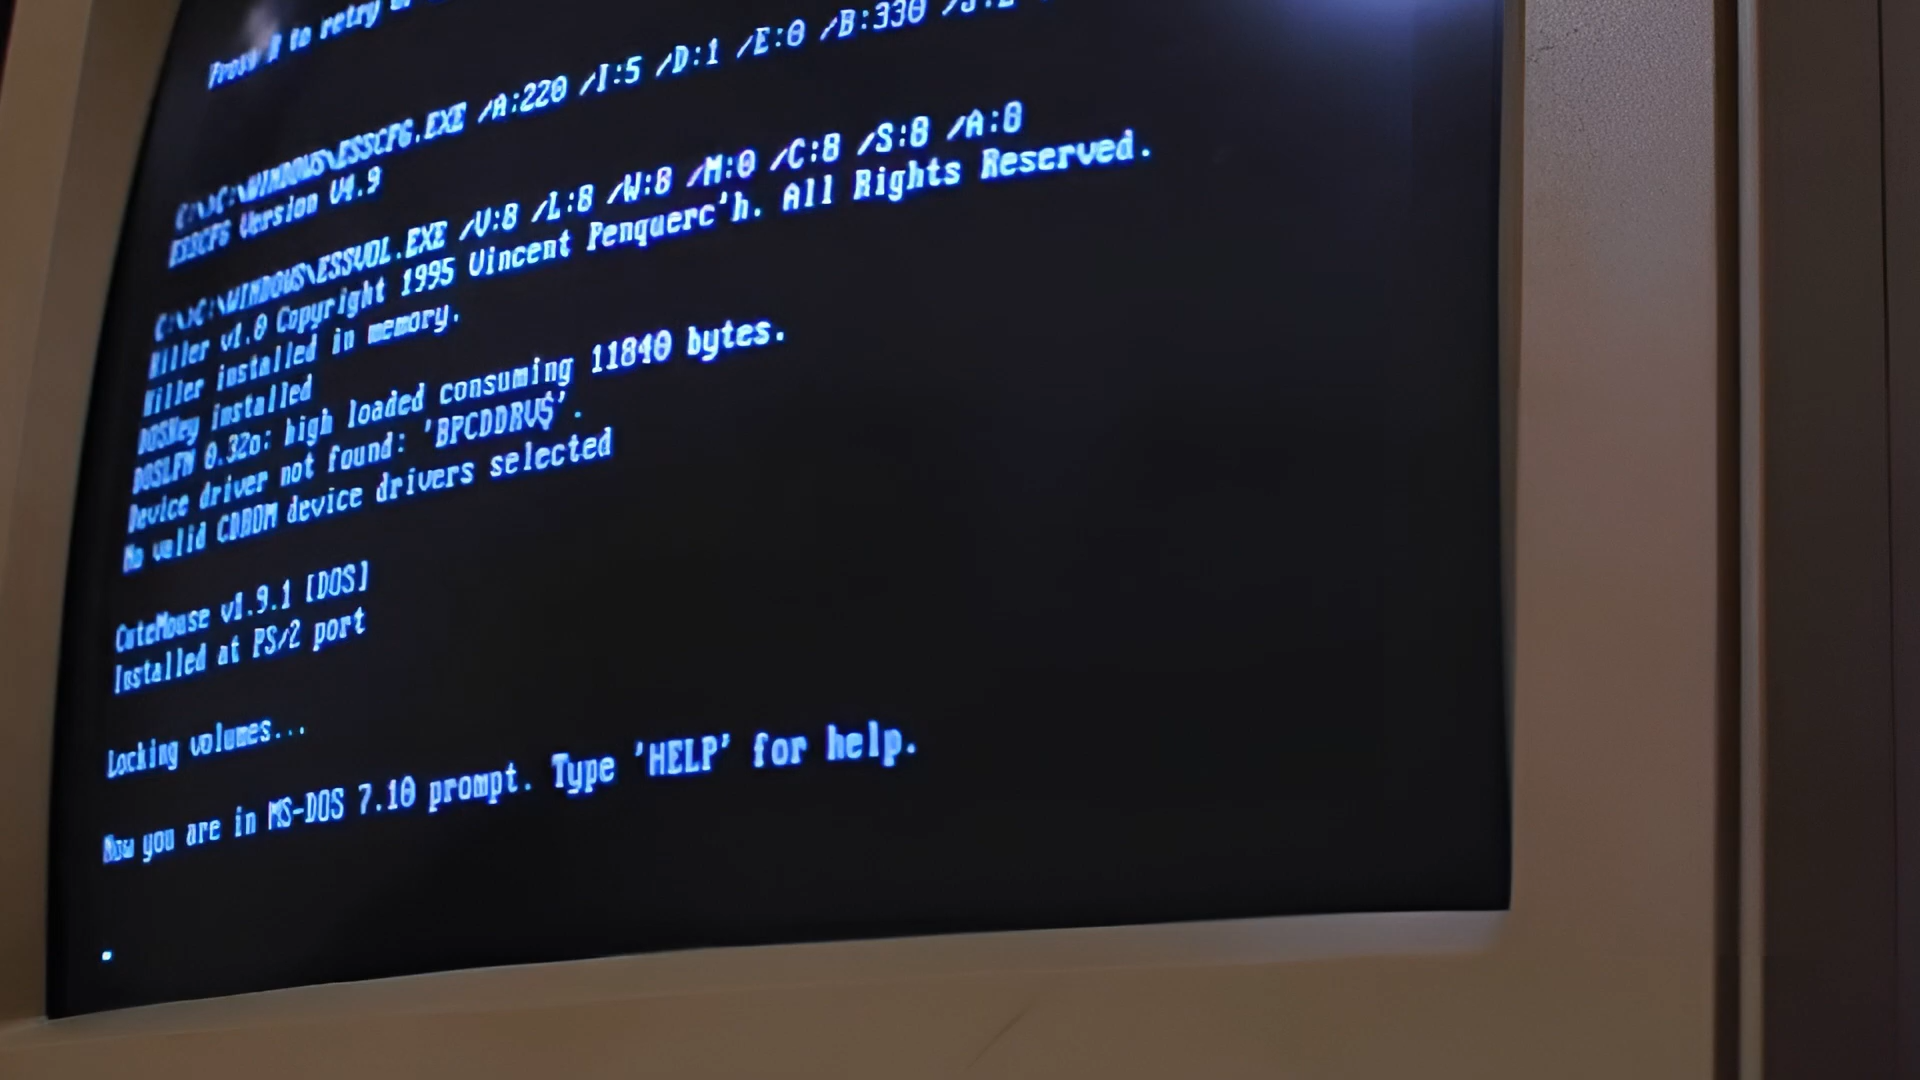 Press R to retry
C:\>C:\WINDOWS\ESSCFG.EXE /A:220 /I:5 /D:1 /E:0 /B:330
ESSCFG Version V4.9
C:\>C:\WINDOWS\ESSVOL.EXE /V:8 /L:8 /W:8 /M:0 /C:8 /S:8 /A:8
Killer v1.0 Copyright 1995 Vincent Penquerc'h. All Rights Reserved.
Killer installed in memory.
DOSKey installed
DOSLFN 0.32o: high loaded consuming 11840 bytes.
Device driver not found: 'BPCDDRV$'.
No valid CDROM device drivers selected
CuteMouse v1.9.1 [DOS]
Installed at PS/2 port
Locking volumes...
Now you are in MS-DOS 7.10 prompt. Type 'HELP' for help.